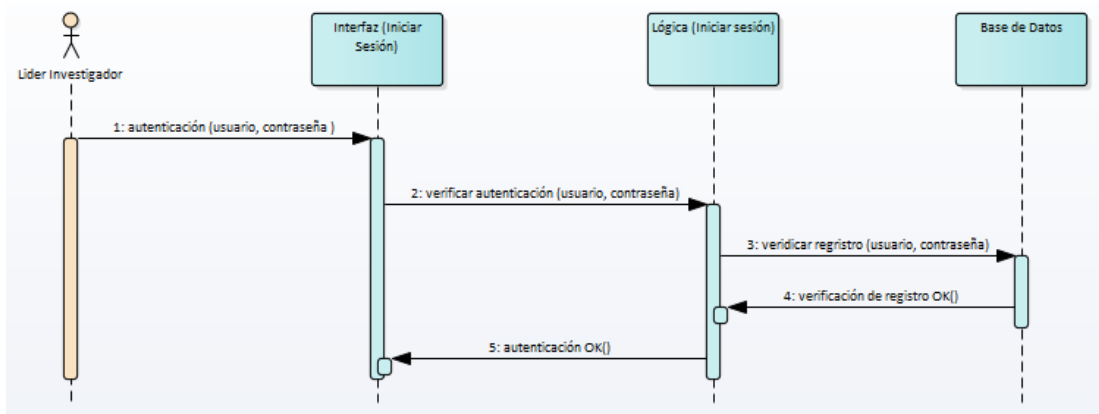 Interfaz (Iniciar
Sesión)
Lógica (Iniciar sesión)
Base de Datos
Lider Investigador
1: autenticación (usuario, contraseña )
2: verificar autenticación (usuario, contraseña)
3: veridicar regristro (usuario, contraseña)
4: verificación de registro OK()
5: autenticación OK()